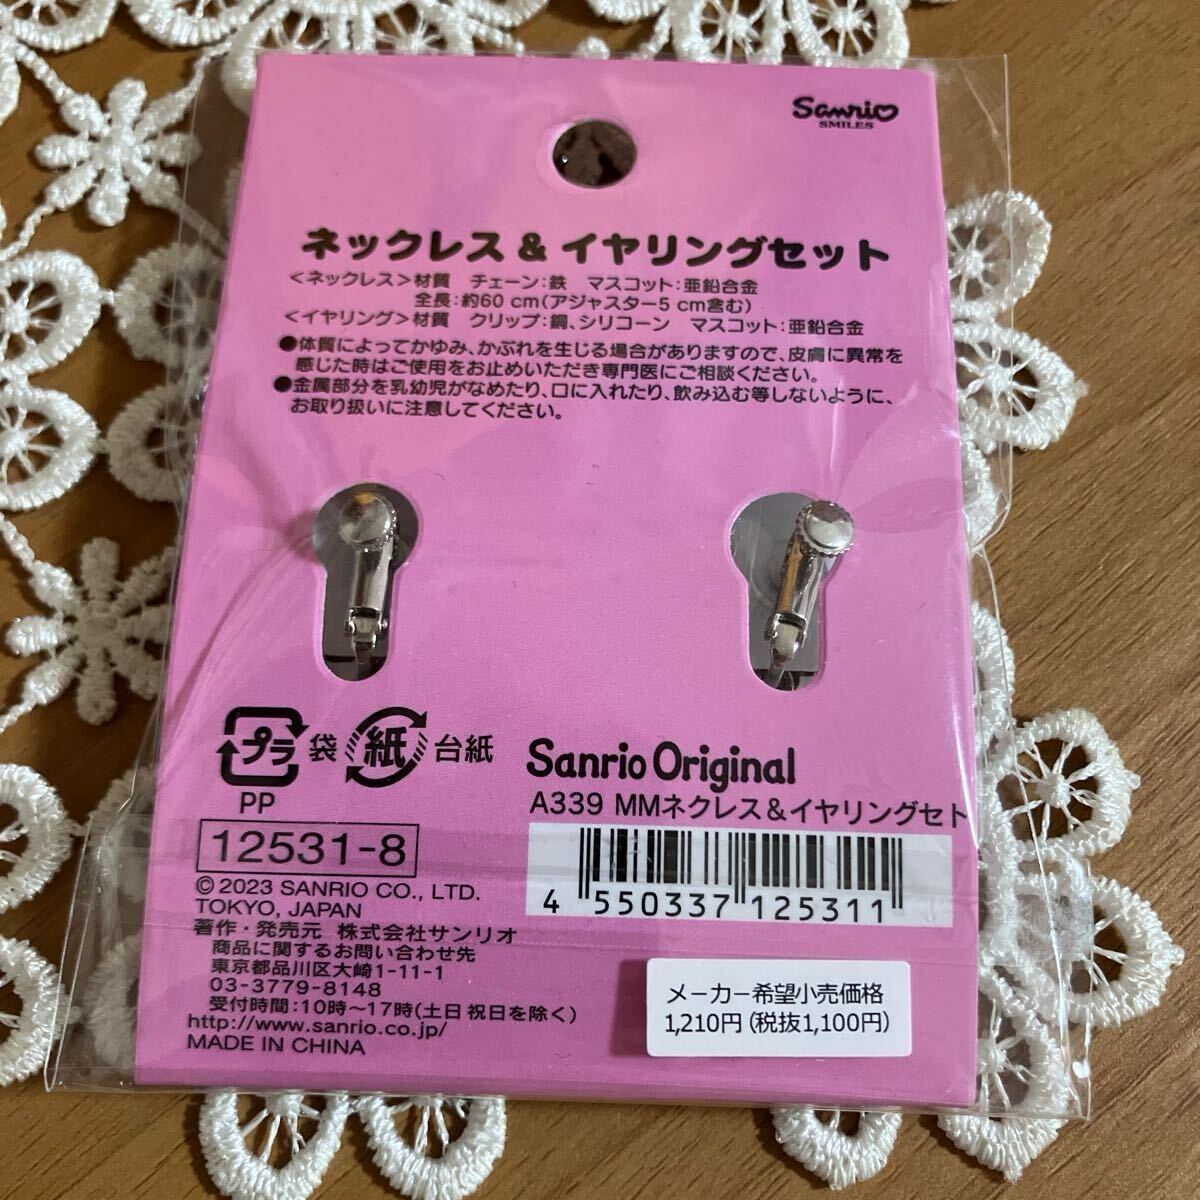 Sanrio
SMILES
ネックレス & イヤリングセット
<ネックレス>材質 チェーン:鉄 マスコット:亜鉛合金
全長:約60 cm(アジャスター5 cm含む)
<イヤリング>材質 クリップ:銅、シリコーン マスコット:亜鉛合金
●体質によってかゆみ、かぶれを生じる場合がありますので、皮膚に異常を
感じた時はご使用をお止めいただき専門医にご相談ください。
●金属部分を乳幼児がなめたり、口に入れたり、飲み込む等しないように、
お取り扱いに注意してください。
プラ 袋 紙 台紙
PP
12531-8
© 2023 SANRIO CO., LTD.
TOKYO, JAPAN
著作・発売元 株式会社サンリオ
商品に関するお問い合わせ先
東京都品川区大崎1-11-1
03-3779-8148
受付時間:10時〜17時(土日祝日を除く)
http://www.sanrio.co.jp/
MADE IN CHINA
Sanrio Original
A339 MMネクレス&イヤリングセト
4 550337 125311
メーカー希望小売価格
1,210円(税抜1,100円)